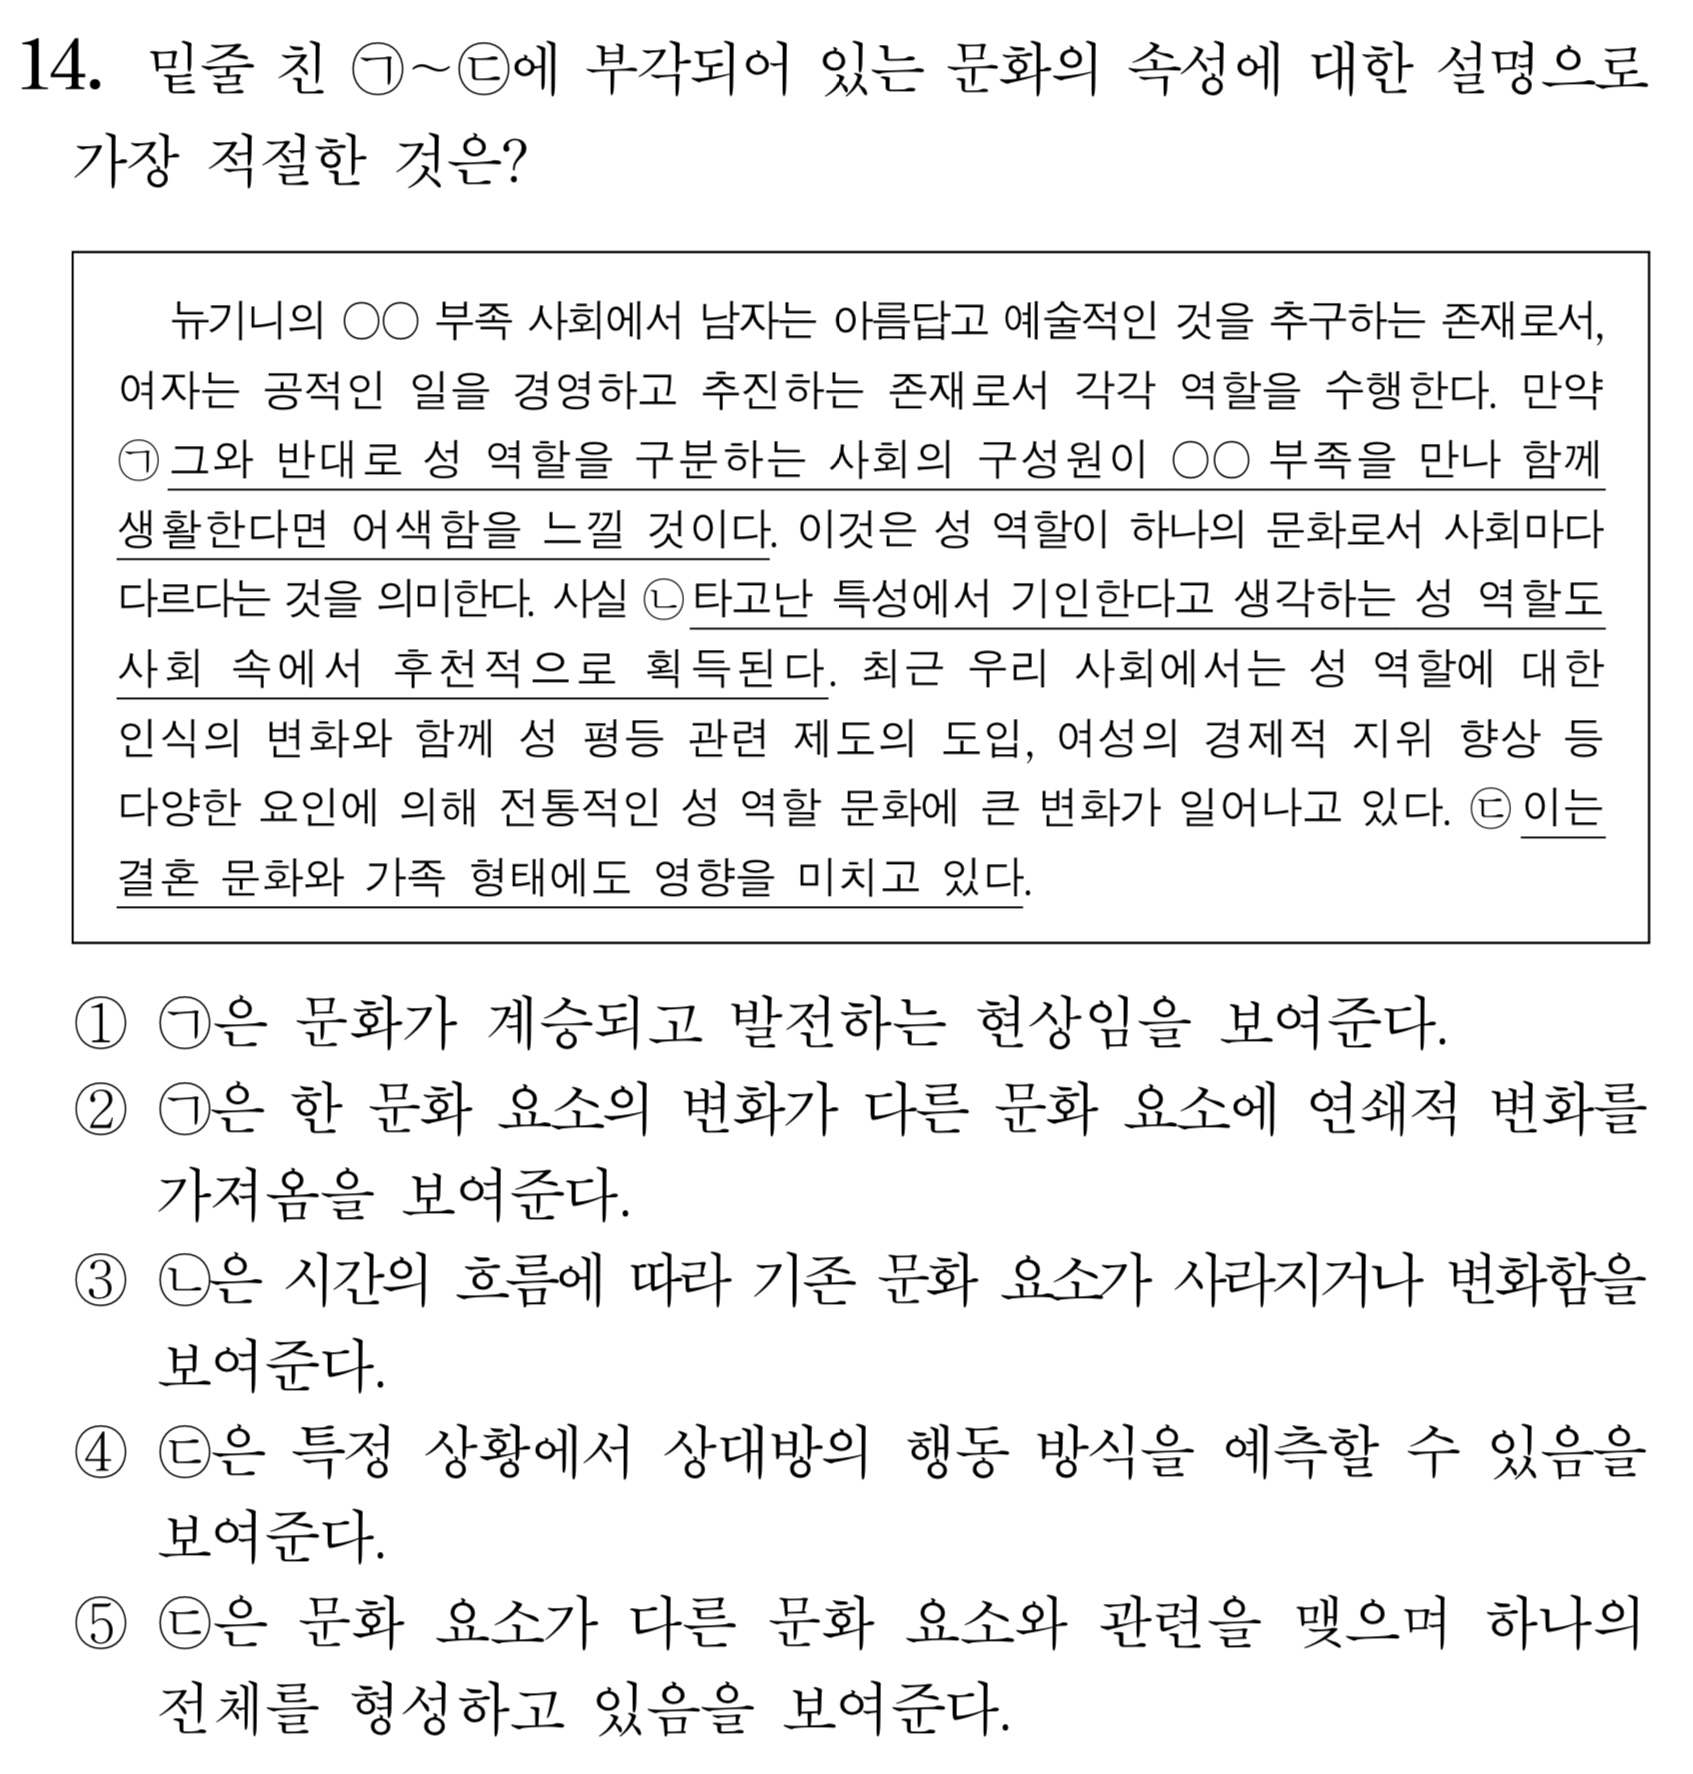 14. 밑줄 친 ㉠~㉢에 부각되어 있는 문화의 속성에 대한 설명으로
가장 적절한 것은?
뉴기니의 ○○ 부족 사회에서 남자는 아름답고 예술적인 것을 추구하는 존재로서,
여자는 공적인 일을 경영하고 추진하는 존재로서 각각 역할을 수행한다. 만약
㉠그와 반대로 성 역할을 구분하는 사회의 구성원이 ○○ 부족을 만나 함께
생활한다면 어색함을 느낄 것이다. 이것은 성 역할이 하나의 문화로서 사회마다
다르다는 것을 의미한다. 사실 ㉡타고난 특성에서 기인한다고 생각하는 성 역할도
사회 속에서 후천적으로 획득된다. 최근 우리 사회에서는 성 역할에 대한
인식의 변화와 함께 성 평등 관련 제도의 도입, 여성의 경제적 지위 향상 등
다양한 요인에 의해 전통적인 성 역할 문화에 큰 변화가 일어나고 있다. ㉢이는
결혼 문화와 가족 형태에도 영향을 미치고 있다.
① ㉠은 문화가 계승되고 발전하는 현상임을 보여준다.
② ㉠은 한 문화 요소의 변화가 다른 문화 요소에 연쇄적 변화를
가져옴을 보여준다.
③ ㉡은 시간의 흐름에 따라 기존 문화 요소가 사라지거나 변화함을
보여준다.
④ ㉢은 특정 상황에서 상대방의 행동 방식을 예측할 수 있음을
보여준다.
⑤ ㉢은 문화 요소가 다른 문화 요소와 관련을 맺으며 하나의
전체를 형성하고 있음을 보여준다.